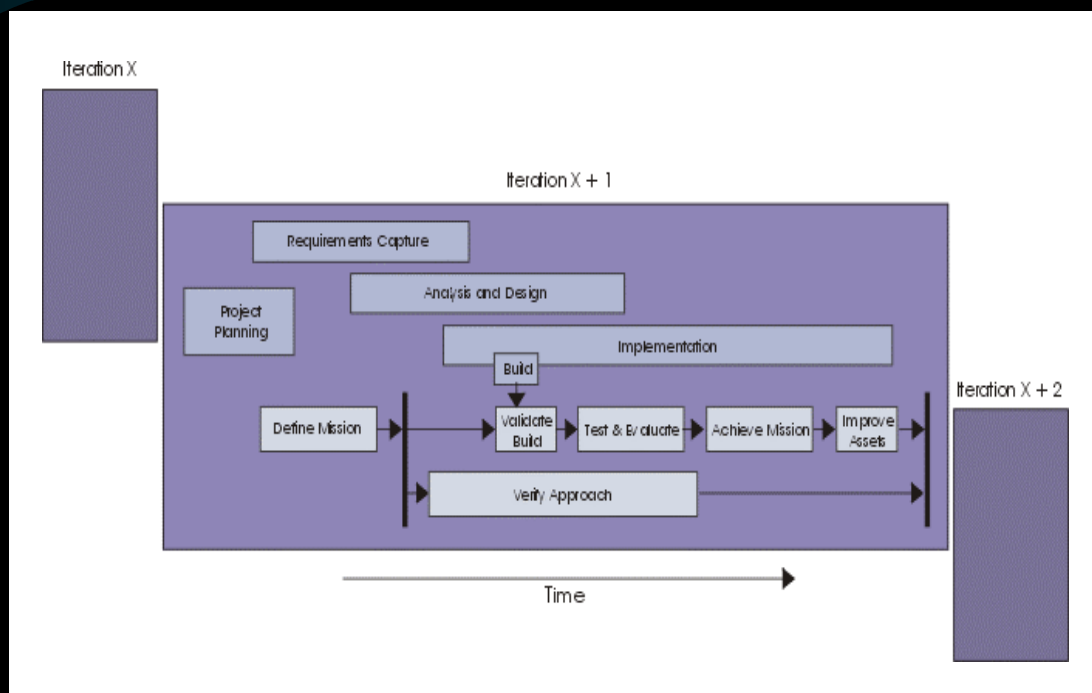 Iteration X
Iteration X + 1
Requirements Capture
Analysis and Design
Project
Planning
Implementation
Build
Iteration X + 2
Define Mission
Validate
Build
Test & Evaluate
Achieve Mission
Improve
Assets
Verify Approach
Time